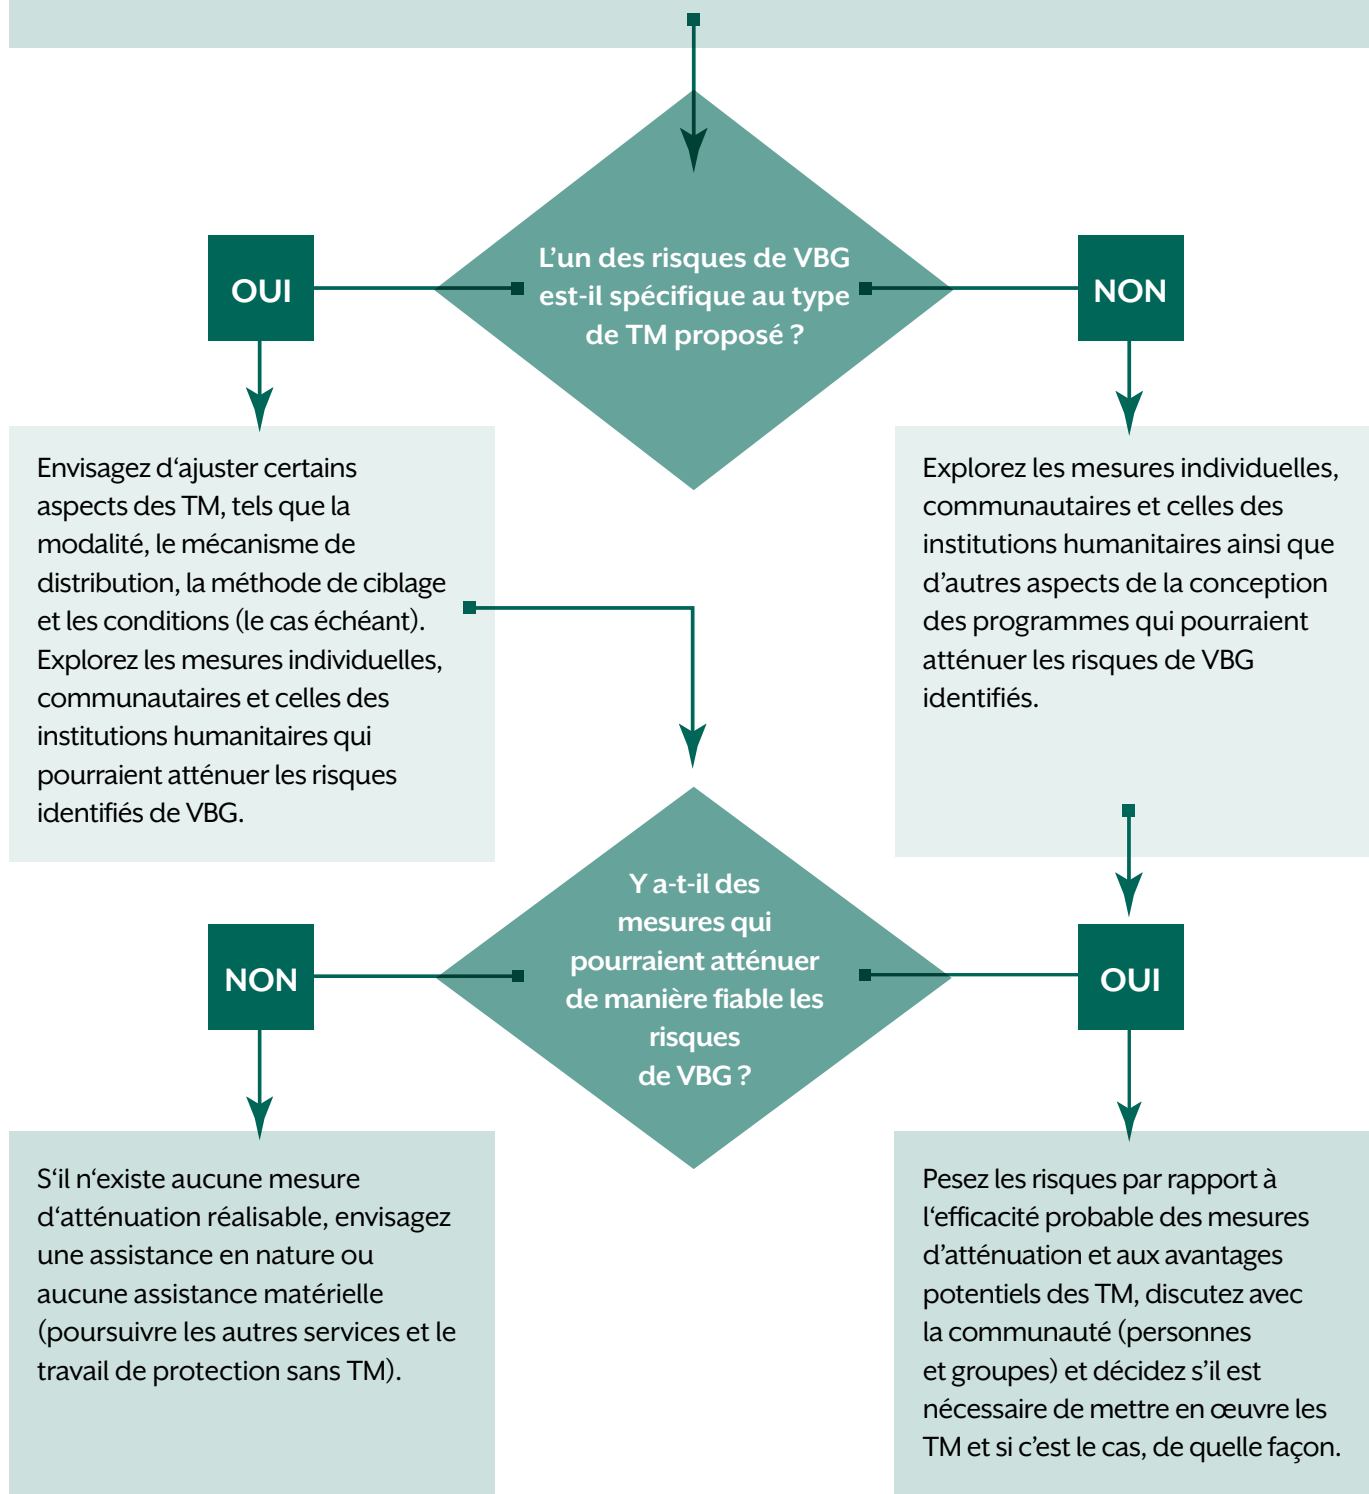 L’un des risques de VBG
est-il spécifique au type
de TM proposé ?
OUI
NON
Envisagez d‘ajuster certains
aspects des TM, tels que la
modalité, le mécanisme de
distribution, la méthode de ciblage
et les conditions (le cas échéant).
Explorez les mesures individuelles,
communautaires et celles des
institutions humanitaires qui
pourraient atténuer les risques
identifiés de VBG.
Explorez les mesures individuelles,
communautaires et celles des
institutions humanitaires ainsi que
d’autres aspects de la conception
des programmes qui pourraient
atténuer les risques de VBG
identifiés.
Y a-t-il des
mesures qui
pourraient atténuer
de manière fiable les
risques
de VBG ?
NON
OUI
S‘il n‘existe aucune mesure
d‘atténuation réalisable, envisagez
une assistance en nature ou
aucune assistance matérielle
(poursuivre les autres services et le
travail de protection sans TM).
Pesez les risques par rapport à
l‘efficacité probable des mesures
d’atténuation et aux avantages
potentiels des TM, discutez avec
la communauté (personnes
et groupes) et décidez s’il est
nécessaire de mettre en œuvre les
TM et si c’est le cas, de quelle façon.